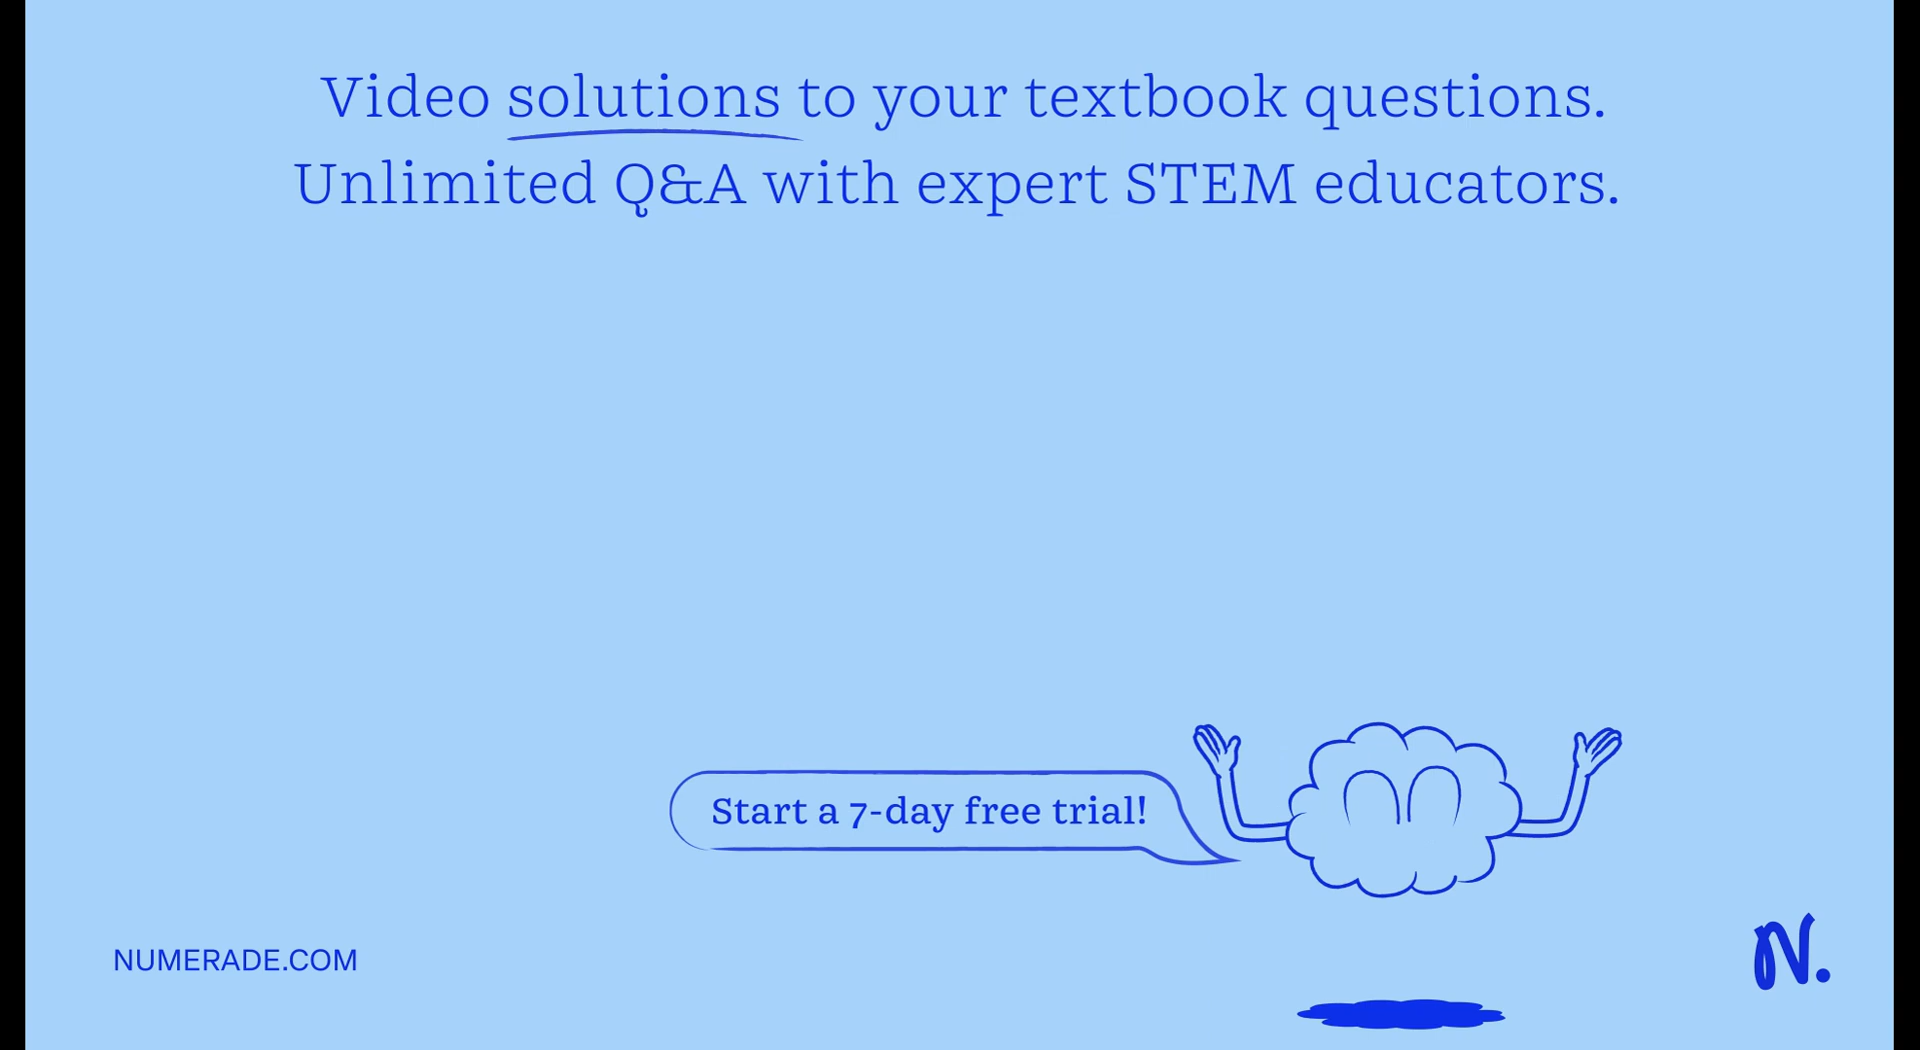 Video solutions to your textbook questions.
Unlimited Q&A with expert STEM educators.
Start a 7-day free trial!
NUMERADE.COM
N.